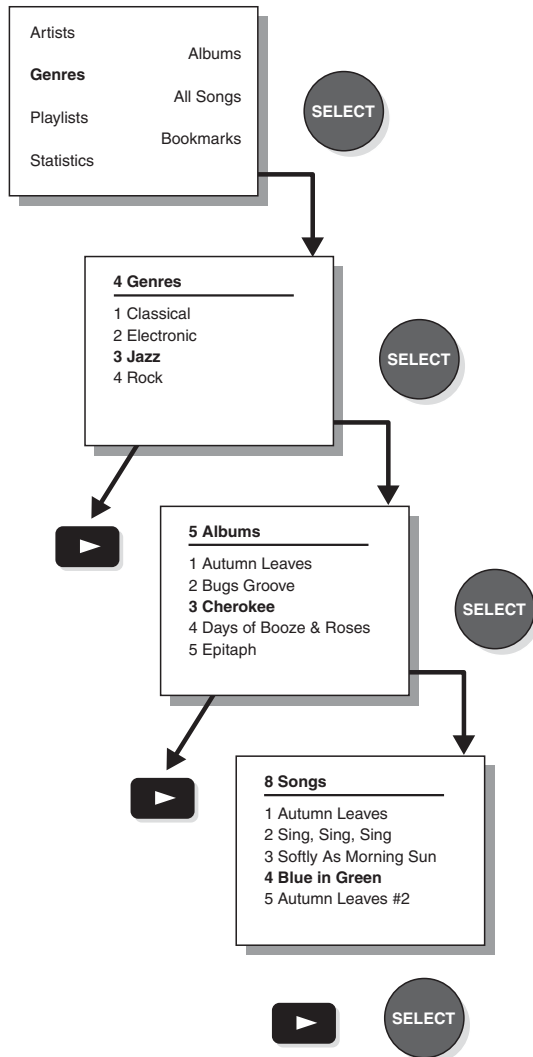 Artists
Albums
Genres
All Songs
Playlists
Bookmarks
Statistics
SELECT
4 Genres
1 Classical
2 Electronic
3 Jazz
4 Rock
SELECT
5 Albums
1 Autumn Leaves
2 Bugs Groove
3 Cherokee
4 Days of Booze & Roses
5 Epitaph
SELECT
8 Songs
1 Autumn Leaves
2 Sing, Sing, Sing
3 Softly As Morning Sun
4 Blue in Green
5 Autumn Leaves #2
SELECT